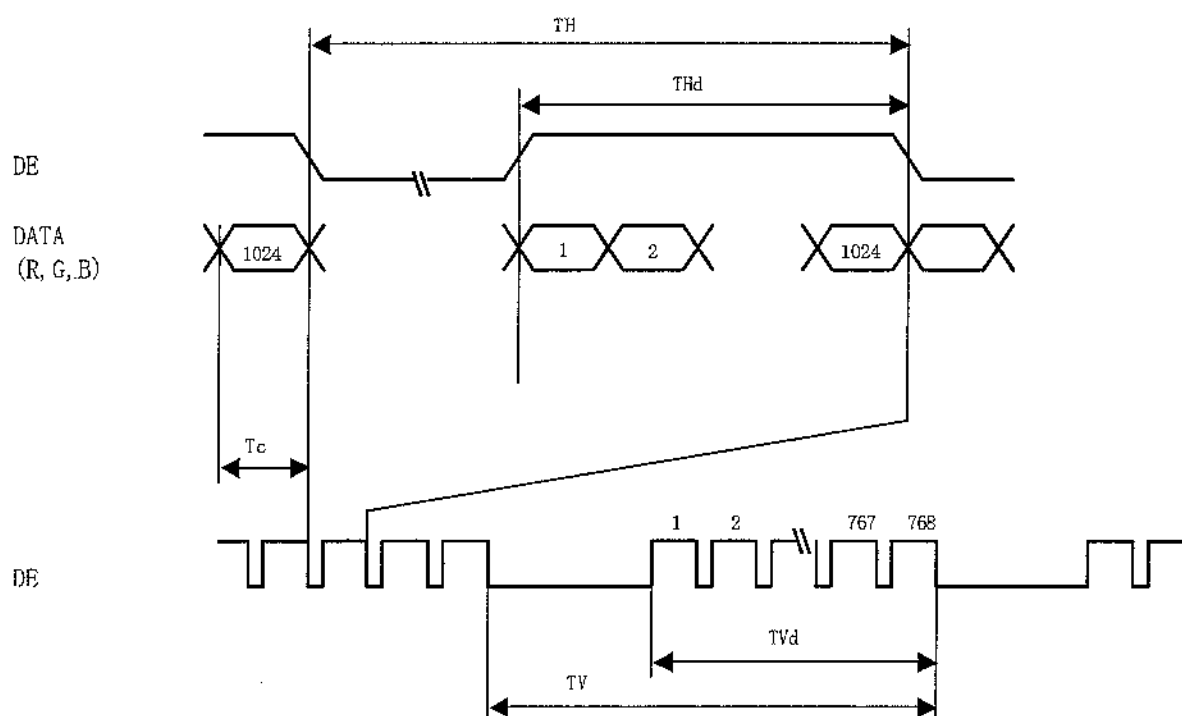 TH
THd
DE
DATA
(R, G, B)
1024
1
2
1024
Tc
1
2
767
768
DE
TVd
TV